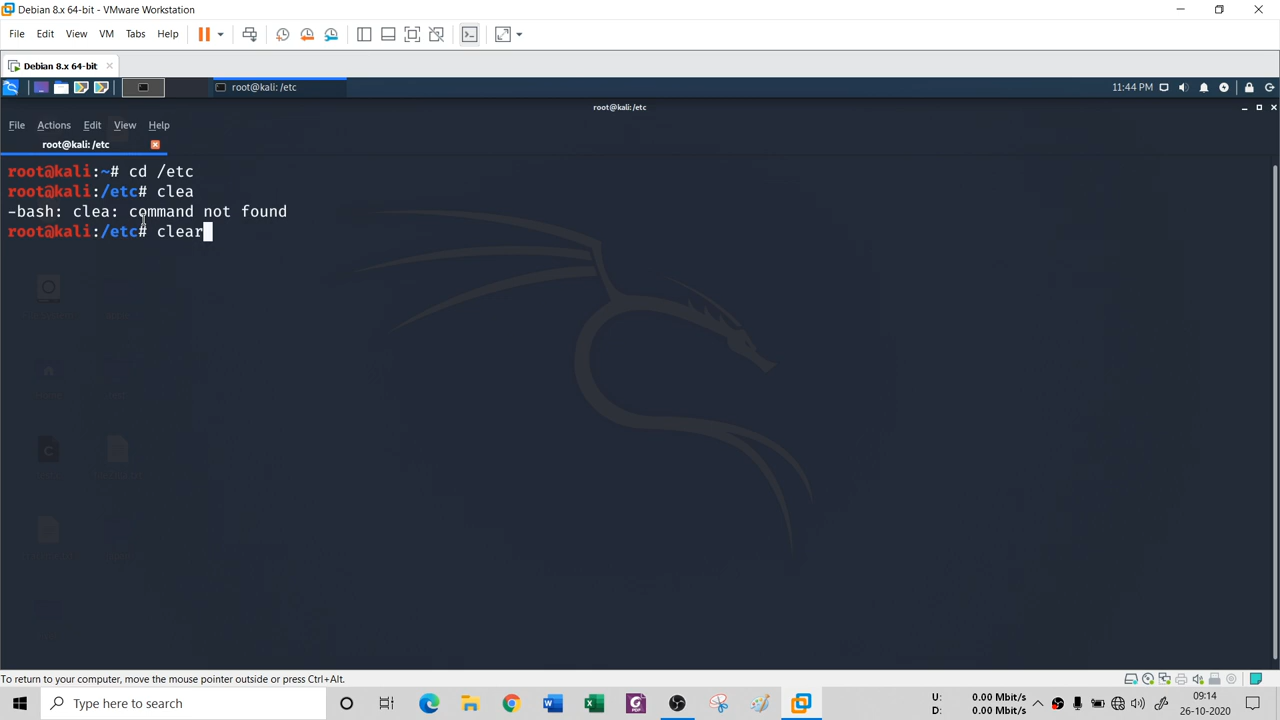 Debian 8.x 64-bit - VMware Workstation
File Edit View VM Tabs Help
Debian 8.x 64-bit
root@kali: /etc
11:44 PM
root@kali: /etc
File Actions Edit View Help
root@kali: /etc
root@kali:~# cd /etc
root@kali:/etc# clea
-bash: clea: command not found
root@kali:/etc# clear
To return to your computer, move the mouse pointer outside or press Ctrl+Alt.
Type here to search
U: 0.00 Mbit/s
D: 0.00 Mbit/s
09:14
26-10-2020